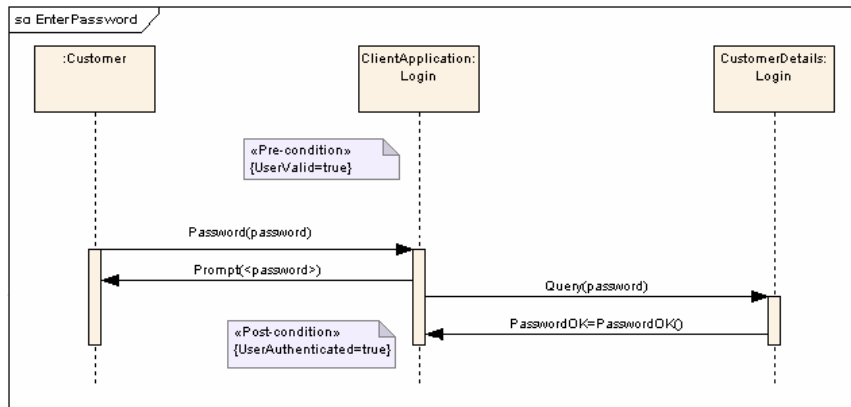 sq EnterPassword
:Customer
ClientApplication:
Login
CustomerDetails:
Login
«Pre-condition»
{UserValid=true}
Password(password)
Prompt(<password>)
Query(password)
PasswordOK=PasswordOK()
«Post-condition»
{UserAuthenticated=true}